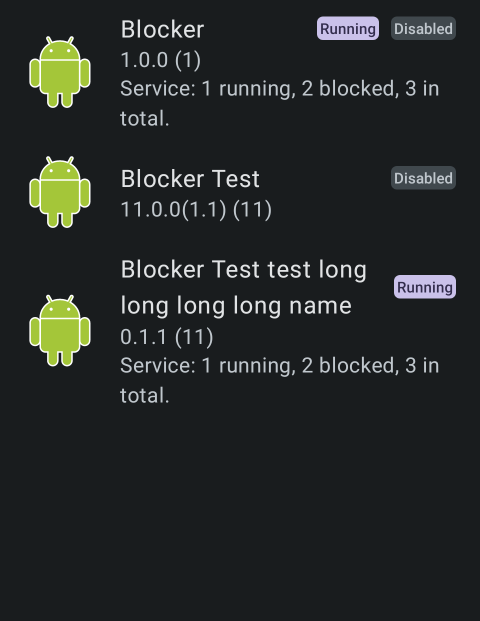 Blocker Running Disabled
1.0.0 (1)
Service: 1 running, 2 blocked, 3 in
total.
Blocker Test Disabled
11.0.0(1.1) (11)
Blocker Test test long
long long long name Running
0.1.1 (11)
Service: 1 running, 2 blocked, 3 in
total.